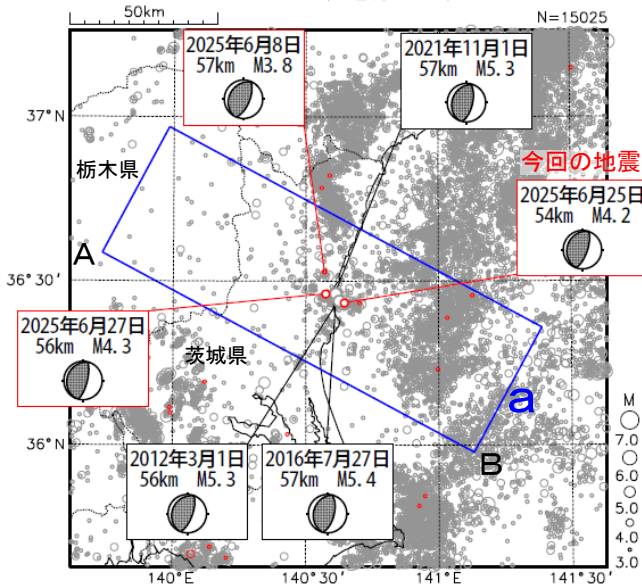 50km
N=15025
2025年6月8日
57km M3.8
2021年11月1日
57km M5.3
37°N
栃木県
今回の地震
2025年6月25日
54km M4.2
A
36°30′
2025年6月27日
56km M4.3
茨城県
a
36°N
B
2012年3月1日
56km M5.3
2016年7月27日
57km M5.4
M
7.0
6.0
5.0
4.0
3.0
140°E
140°30′
141°E
141°30′